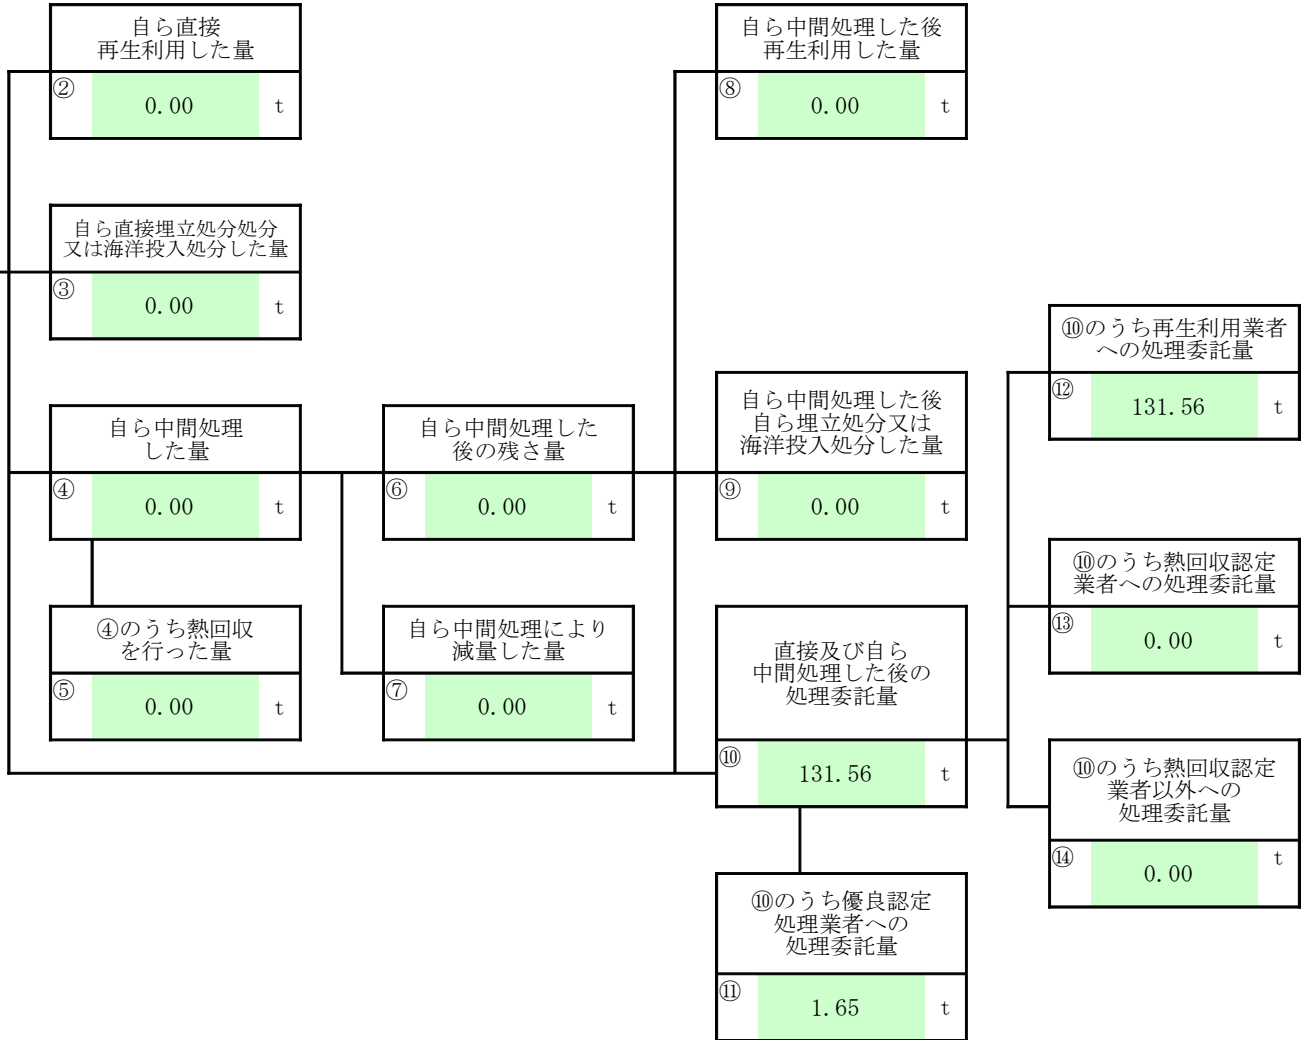 自ら直接
再生利用した量
②
0.00
t
自ら中間処理した後
再生利用した量
⑧
0.00
t
自ら直接埋立処分処分
又は海洋投入処分した量
③
0.00
t
⑩のうち再生利用業者
への処理委託量
⑫
131.56
t
自ら中間処理
した量
④
0.00
t
自ら中間処理した
後の残さ量
⑥
0.00
t
自ら中間処理した後
自ら埋立処分又は
海洋投入処分した量
⑨
0.00
t
⑩のうち熱回収認定
業者への処理委託量
⑬
0.00
t
④のうち熱回収
を行った量
⑤
0.00
t
自ら中間処理により
減量した量
⑦
0.00
t
直接及び自ら
中間処理した後の
処理委託量
⑩
131.56
t
⑩のうち熱回収認定
業者以外への
処理委託量
⑭
0.00
t
⑩のうち優良認定
処理業者への
処理委託量
⑪
1.65
t